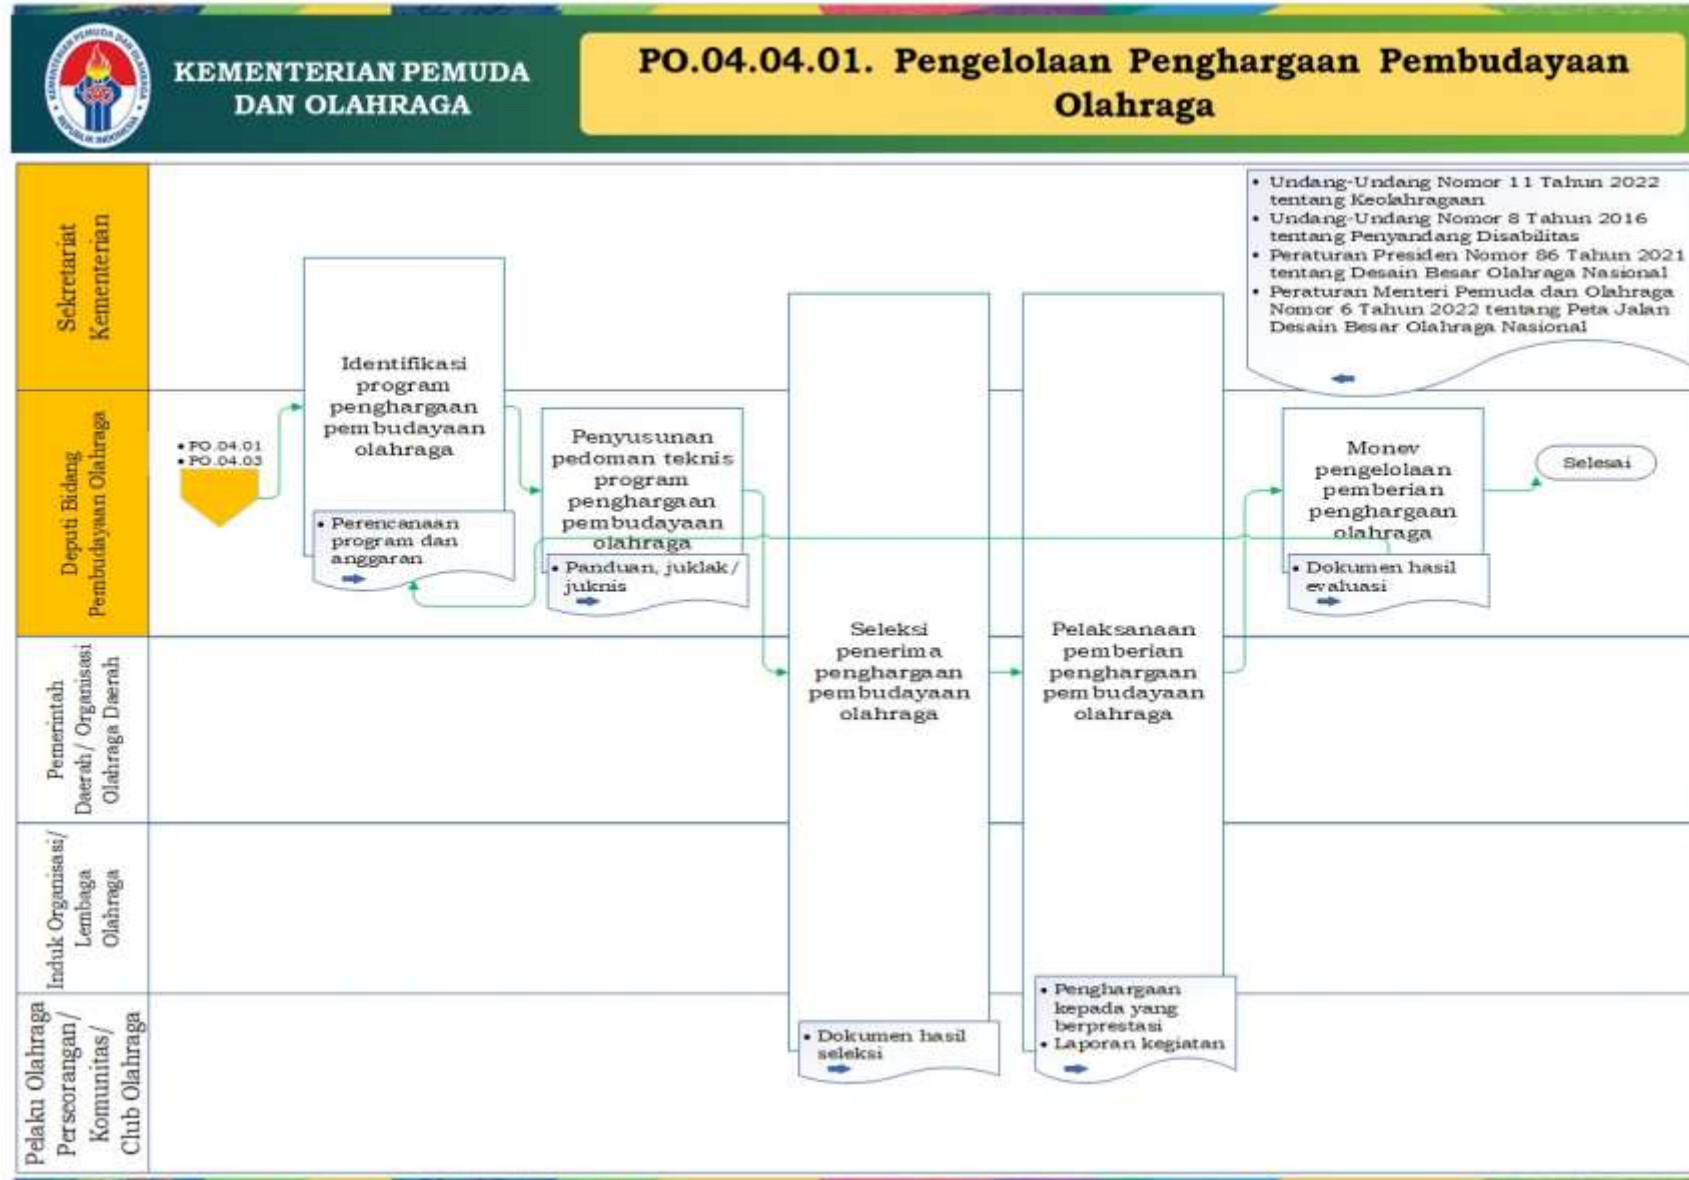 KEMENTERIAN PEMUDA DAN OLAHRAGA
REPUBLIK INDONESIA
KEMENTERIAN PEMUDA
DAN OLAHRAGA
PO.04.04.01. Pengelolaan Penghargaan Pembudayaan
Olahraga
Sekretariat
Kementerian
• Undang-Undang Nomor 11 Tahun 2022
tentang Keolahragaan
• Undang-Undang Nomor 8 Tahun 2016
tentang Penyandang Disabilitas
• Peraturan Presiden Nomor 86 Tahun 2021
tentang Desain Besar Olahraga Nasional
• Peraturan Menteri Pemuda dan Olahraga
Nomor 6 Tahun 2022 tentang Peta Jalan
Desain Besar Olahraga Nasional
Deputi Bidang
Pembudayaan Olahraga
• PO.04.01
• PO.04.03
Identifikasi
program
penghargaan
pembudayaan
olahraga
• Perencanaan
program dan
anggaran
Penyusunan
pedoman teknis
program
penghargaan
pembudayaan
olahraga
• Panduan, juklak/
juknis
Seleksi
penerima
penghargaan
pembudayaan
olahraga
• Dokumen hasil
seleksi
Pelaksanaan
pemberian
penghargaan
pembudayaan
olahraga
• Penghargaan
kepada yang
berprestasi
• Laporan kegiatan
Monev
pengelolaan
pemberian
penghargaan
olahraga
• Dokumen hasil
evaluasi
Selesai
Pemerintah
Daerah/ Organisasi
Olahraga Daerah
Induk Organisasi/
Lembaga
Olahraga
Pelaku Olahraga
Perseorangan/
Komunitas/
Club Olahraga